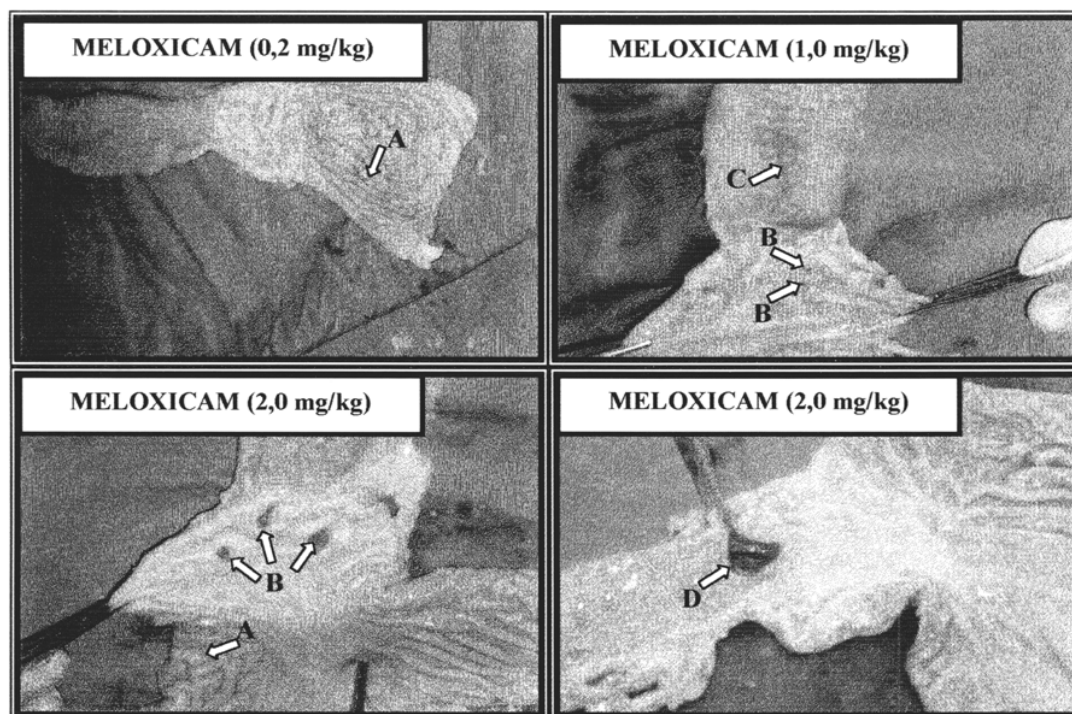 MELOXICAM (0,2 mg/kg)
A
MELOXICAM (1,0 mg/kg)
C
B
B
MELOXICAM (2,0 mg/kg)
B
A
MELOXICAM (2,0 mg/kg)
D